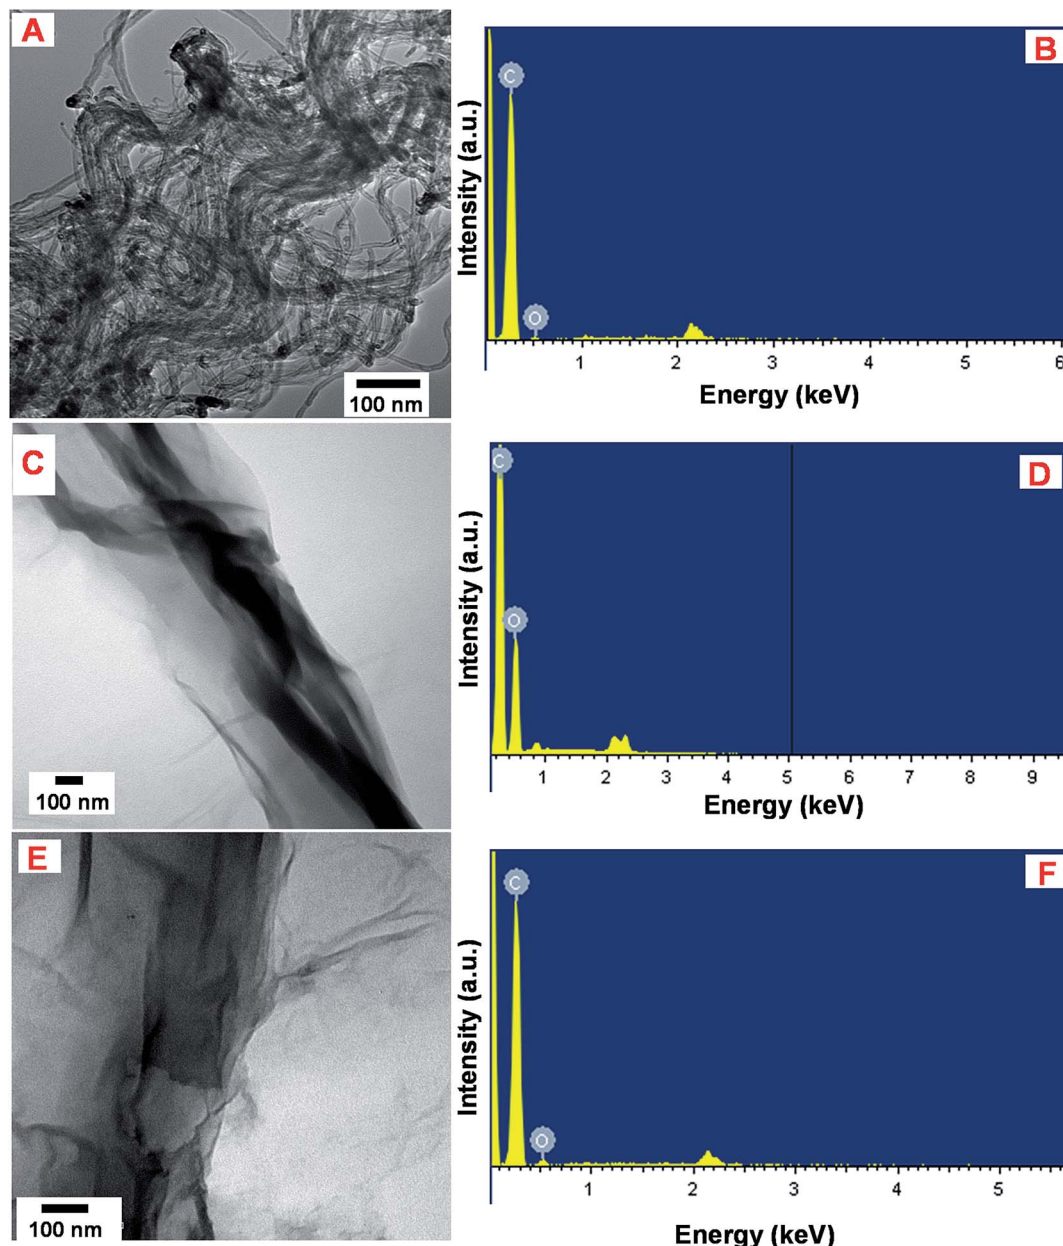 A
100 nm
B
C
O
Intensity (a.u.)
1 2 3 4 5 6
Energy (keV)
C
100 nm
D
C
O
Intensity (a.u.)
1 2 3 4 5 6 7 8 9
Energy (keV)
E
100 nm
F
C
O
Intensity (a.u.)
1 2 3 4 5
Energy (keV)